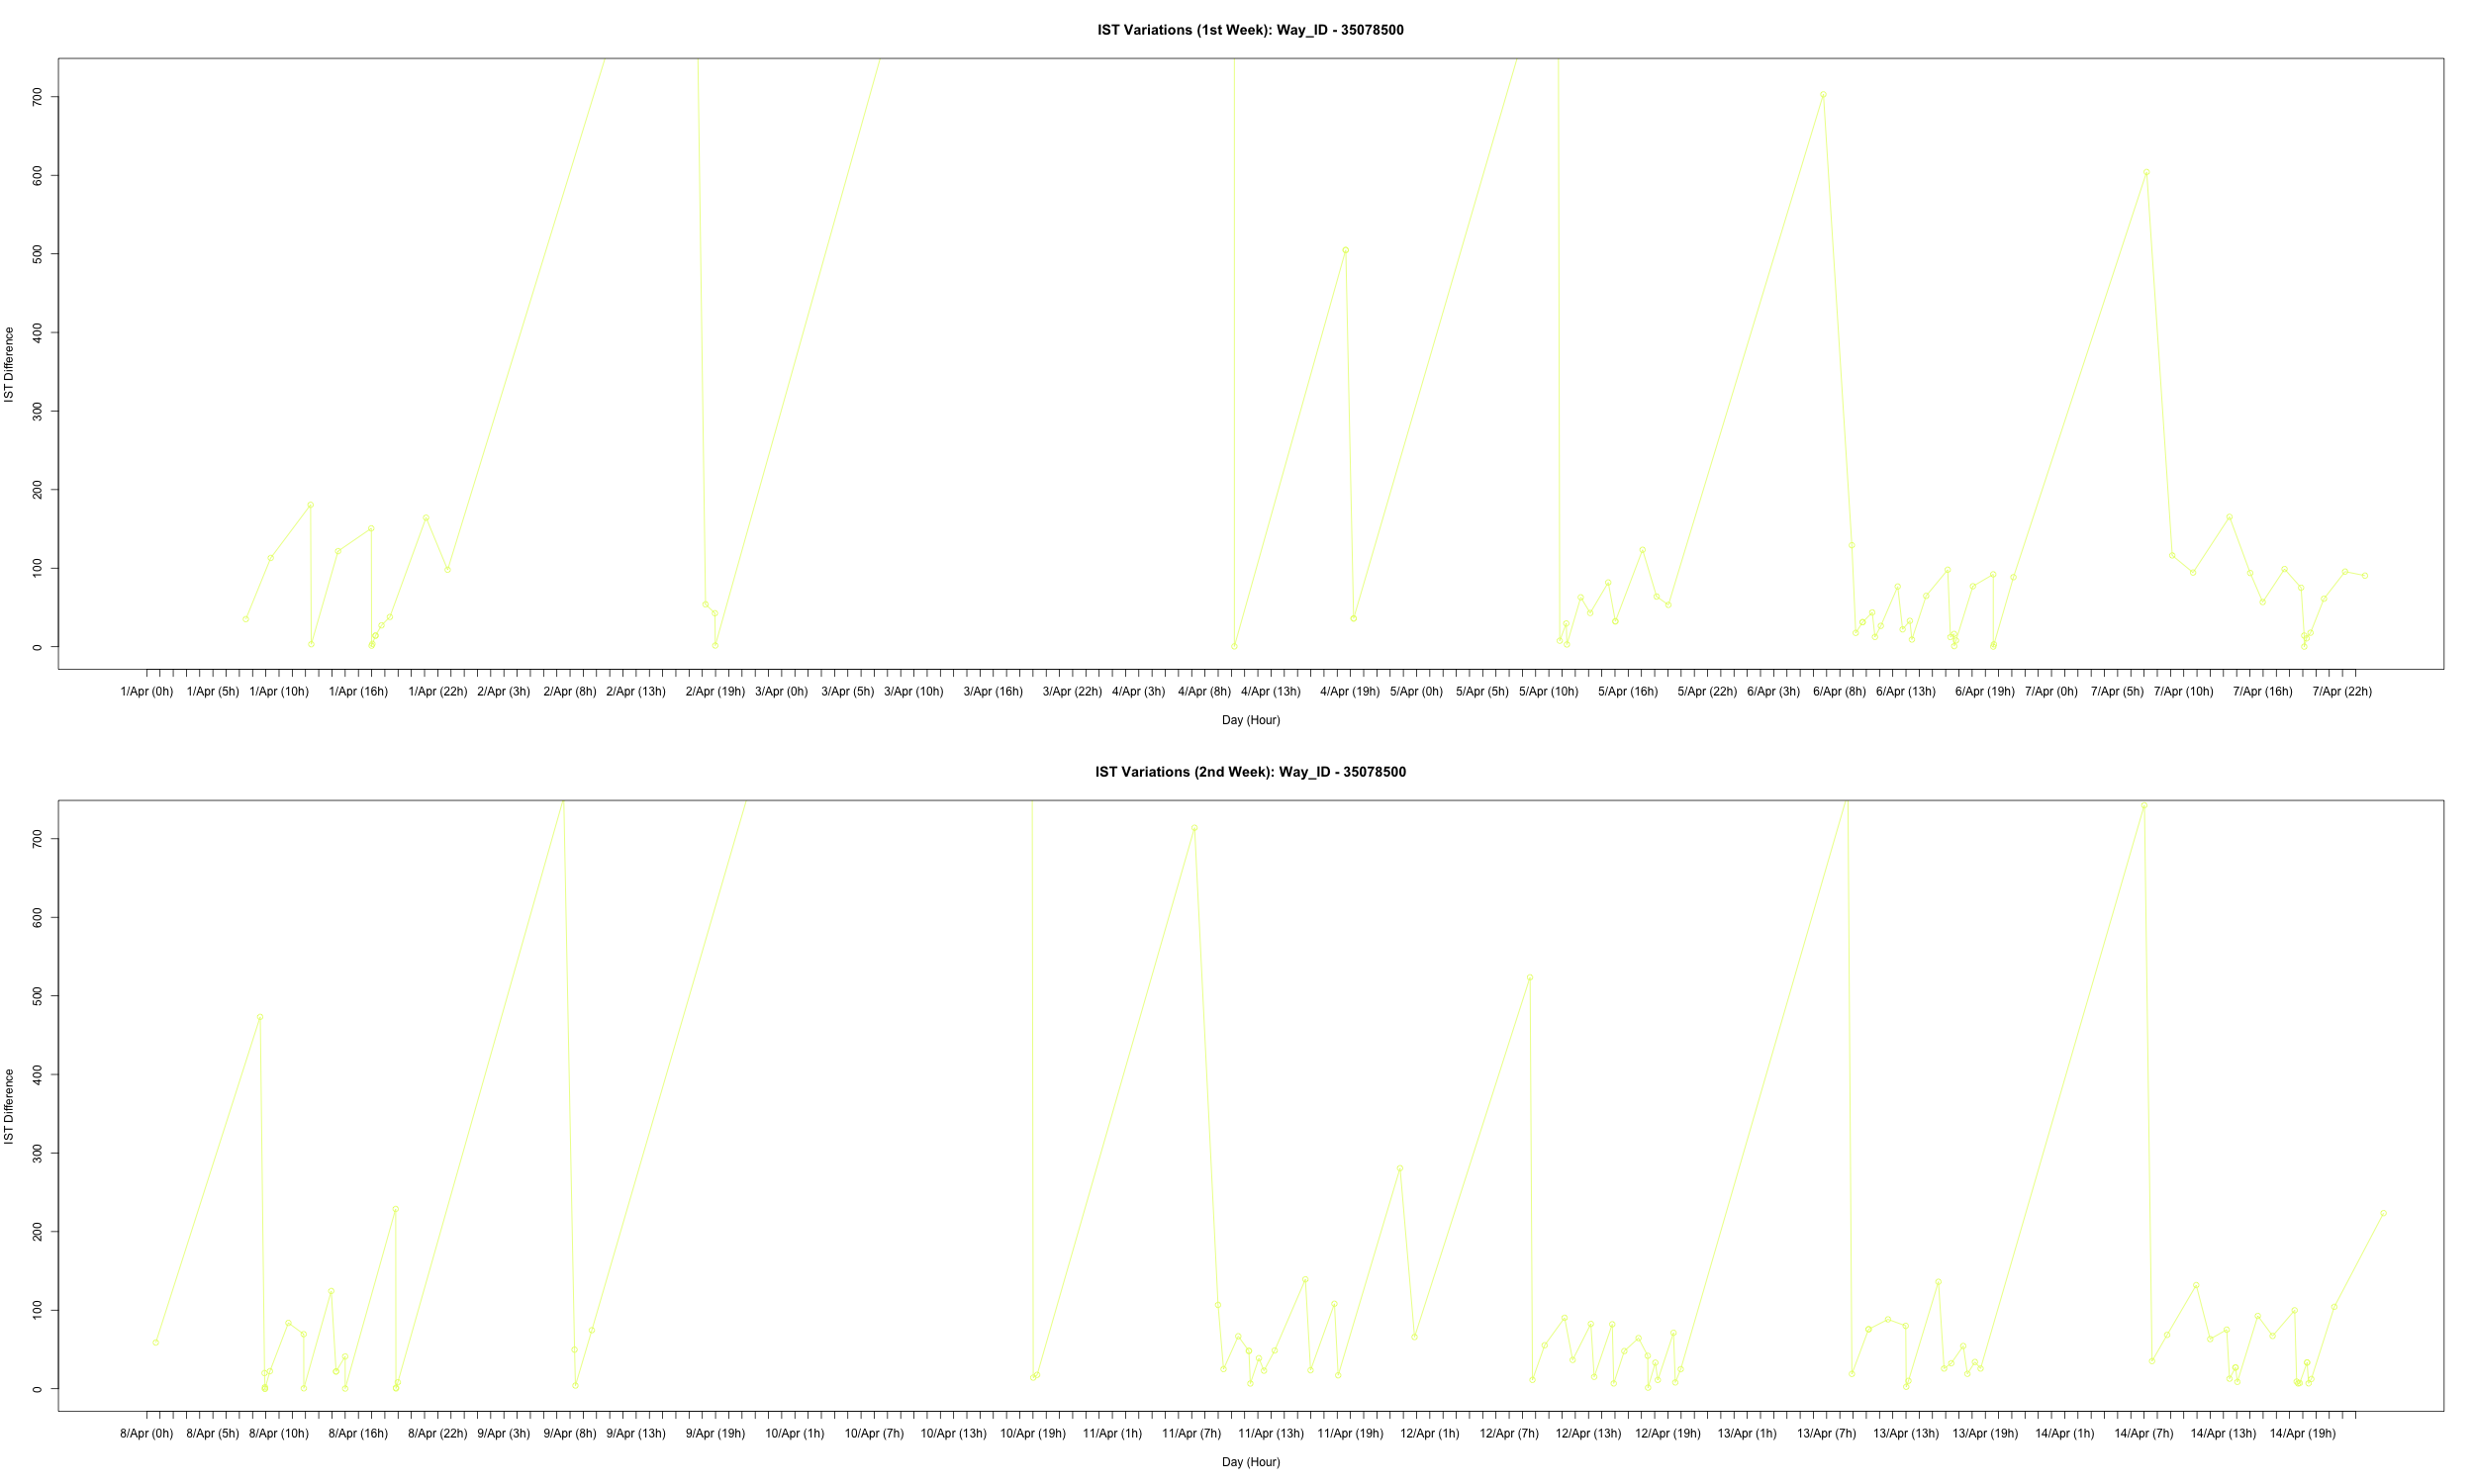 IST Variations (1st Week): Way_ID - 35078500
IST Difference
700
600
500
400
300
200
100
0
1/Apr (0h) 1/Apr (5h) 1/Apr (10h) 1/Apr (16h) 1/Apr (22h) 2/Apr (3h) 2/Apr (8h) 2/Apr (13h) 2/Apr (19h) 3/Apr (0h) 3/Apr (5h) 3/Apr (10h) 3/Apr (16h) 3/Apr (22h) 4/Apr (3h) 4/Apr (8h) 4/Apr (13h) 4/Apr (19h) 5/Apr (0h) 5/Apr (5h) 5/Apr (10h) 5/Apr (16h) 5/Apr (22h) 6/Apr (3h) 6/Apr (8h) 6/Apr (13h) 6/Apr (19h) 7/Apr (0h) 7/Apr (5h) 7/Apr (10h) 7/Apr (16h) 7/Apr (22h)
Day (Hour)
IST Variations (2nd Week): Way_ID - 35078500
IST Difference
700
600
500
400
300
200
100
0
8/Apr (0h) 8/Apr (5h) 8/Apr (10h) 8/Apr (16h) 8/Apr (22h) 9/Apr (3h) 9/Apr (8h) 9/Apr (13h) 9/Apr (19h) 10/Apr (1h) 10/Apr (7h) 10/Apr (13h) 10/Apr (19h) 11/Apr (1h) 11/Apr (7h) 11/Apr (13h) 11/Apr (19h) 12/Apr (1h) 12/Apr (7h) 12/Apr (13h) 12/Apr (19h) 13/Apr (1h) 13/Apr (7h) 13/Apr (13h) 13/Apr (19h) 14/Apr (1h) 14/Apr (7h) 14/Apr (13h) 14/Apr (19h)
Day (Hour)